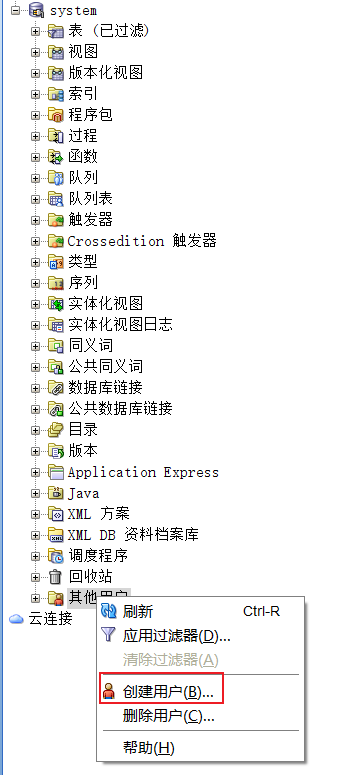 system
表 (已过滤)
视图
版本化视图
索引
程序包
过程
函数
队列
队列表
触发器
Crossedition 触发器
类型
序列
实体化视图
实体化视图日志
同义词
公共同义词
数据库链接
公共数据库链接
目录
版本
Application Express
Java
XML 方案
XML DB 资料档案库
调度程序
回收站
其他用户
云连接
刷新 Ctrl-R
应用过滤器(D)...
清除过滤器(A)
创建用户(B)...
删除用户(C)...
帮助(H)